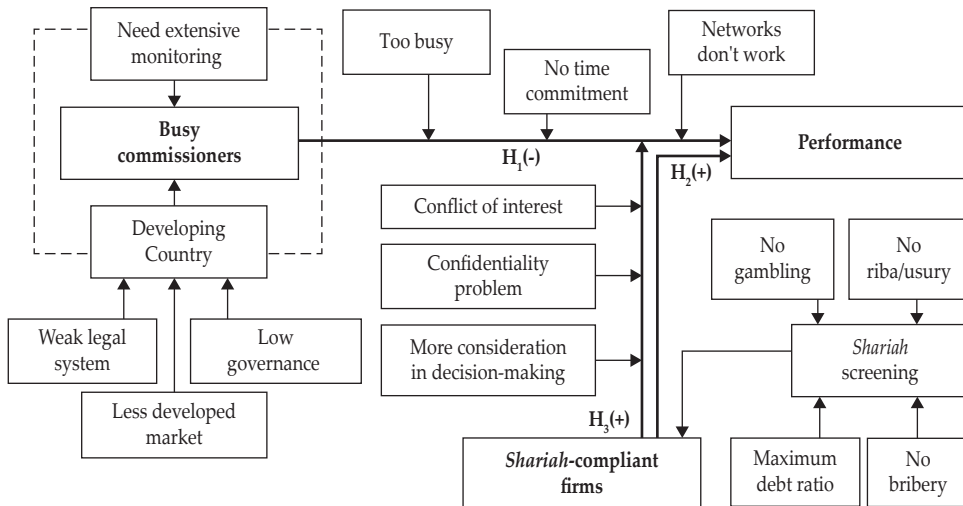 Need extensive
monitoring
Too busy
Networks
don't work
No time
commitment
Busy
commissioners
H1(-)
H2(+)
Performance
Developing
Country
Conflict of interest
Confidentiality
problem
More consideration
in decision-making
No
gambling
No
riba/usury
Weak legal
system
Low
governance
Less developed
market
Shariah
screening
H3(+)
Shariah-compliant
firms
Maximum
debt ratio
No
bribery